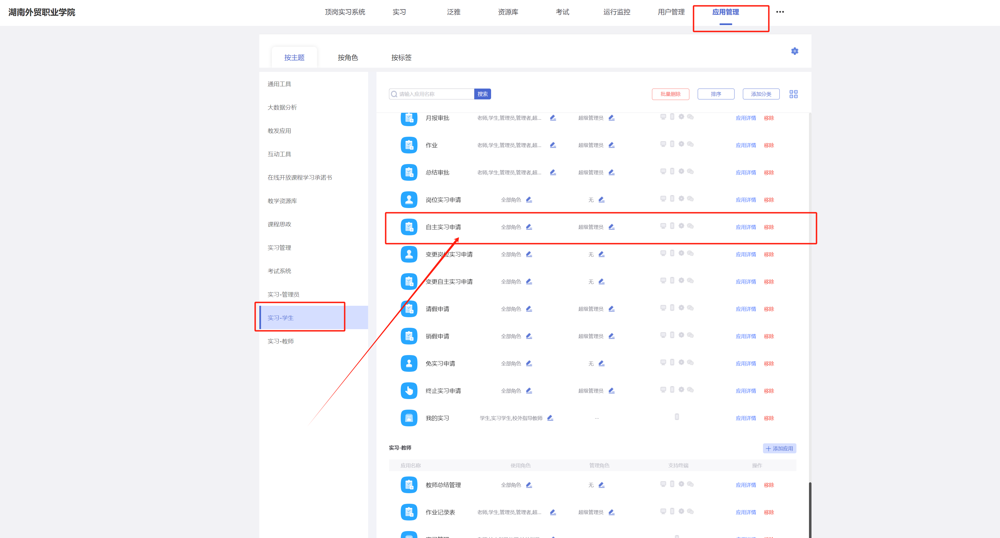 湖南外贸职业学院
顶岗实习系统 实习 泛雅 资源库 考试 运行监控 用户管理 应用管理 •••
按主题 按角色 按标签
通用工具
大数据分析
教发应用
互动工具
在线开放课程学习承诺书
教学资源库
课程思政
实习管理
考试系统
实习-管理员
实习-学生
实习-教师
请输入应用名称 搜索 批量删除 排序 添加分类
月报审批 老师,学生,管理员,管理者,超... 超级管理员 应用详情 移除
作业 老师,学生,管理员,管理者,超... 超级管理员 应用详情 移除
总结审批 老师,学生,管理员,管理者,超... 超级管理员 应用详情 移除
岗位实习申请 全部角色 无 应用详情 移除
自主实习申请 全部角色 超级管理员 应用详情 移除
变更岗位实习申请 全部角色 无 应用详情 移除
变更自主实习申请 全部角色 无 应用详情 移除
请假申请 全部角色 超级管理员 应用详情 移除
销假申请 全部角色 超级管理员 应用详情 移除
免实习申请 全部角色 无 应用详情 移除
终止实习申请 全部角色 超级管理员 应用详情 移除
我的实习 学生,实习学生,校外指导教师 -- 应用详情 移除
实习-教师 + 添加应用
应用名称 使用角色 管理角色 支持终端 操作
教师总结管理 全部角色 无 应用详情 移除
作业记录表 老师,学生,管理员,管理者,超... 超级管理员 应用详情 移除